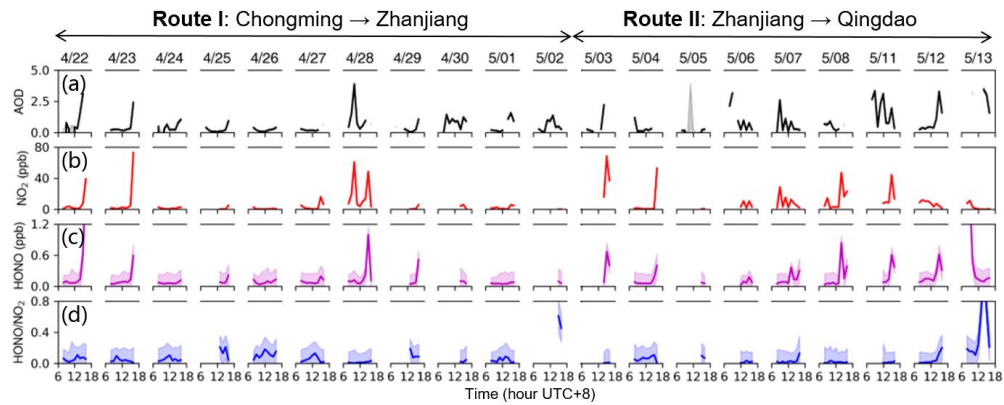 Route I: Chongming → Zhanjiang Route II: Zhanjiang → Qingdao
4/22 4/23 4/24 4/25 4/26 4/27 4/28 4/29 4/30 5/01 5/02 5/03 5/04 5/05 5/06 5/07 5/08 5/11 5/12 5/13
(a)
AOD
5.0
2.5
0.0
(b)
NO₂ (ppb)
80
40
0
(c)
HONO (ppb)
1.2
0.6
0.0
(d)
HONO/NO₂
0.8
0.4
0.0
6 12 18 6 12 18 6 12 18 6 12 18 6 12 18 6 12 18 6 12 18 6 12 18 6 12 18 6 12 18 6 12 18 6 12 18 6 12 18 6 12 18 6 12 18 6 12 18 6 12 18 6 12 18 6 12 18 6 12 18
Time (hour UTC+8)